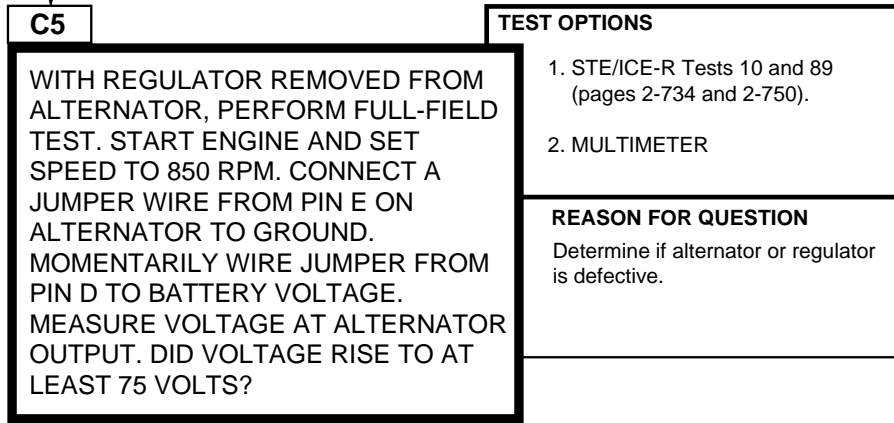 C5
WITH REGULATOR REMOVED FROM
ALTERNATOR, PERFORM FULL-FIELD
TEST. START ENGINE AND SET
SPEED TO 850 RPM. CONNECT A
JUMPER WIRE FROM PIN E ON
ALTERNATOR TO GROUND.
MOMENTARILY WIRE JUMPER FROM
PIN D TO BATTERY VOLTAGE.
MEASURE VOLTAGE AT ALTERNATOR
OUTPUT. DID VOLTAGE RISE TO AT
LEAST 75 VOLTS?
TEST OPTIONS
1. STE/ICE-R Tests 10 and 89
(pages 2-734 and 2-750).
2. MULTIMETER
REASON FOR QUESTION
Determine if alternator or regulator
is defective.